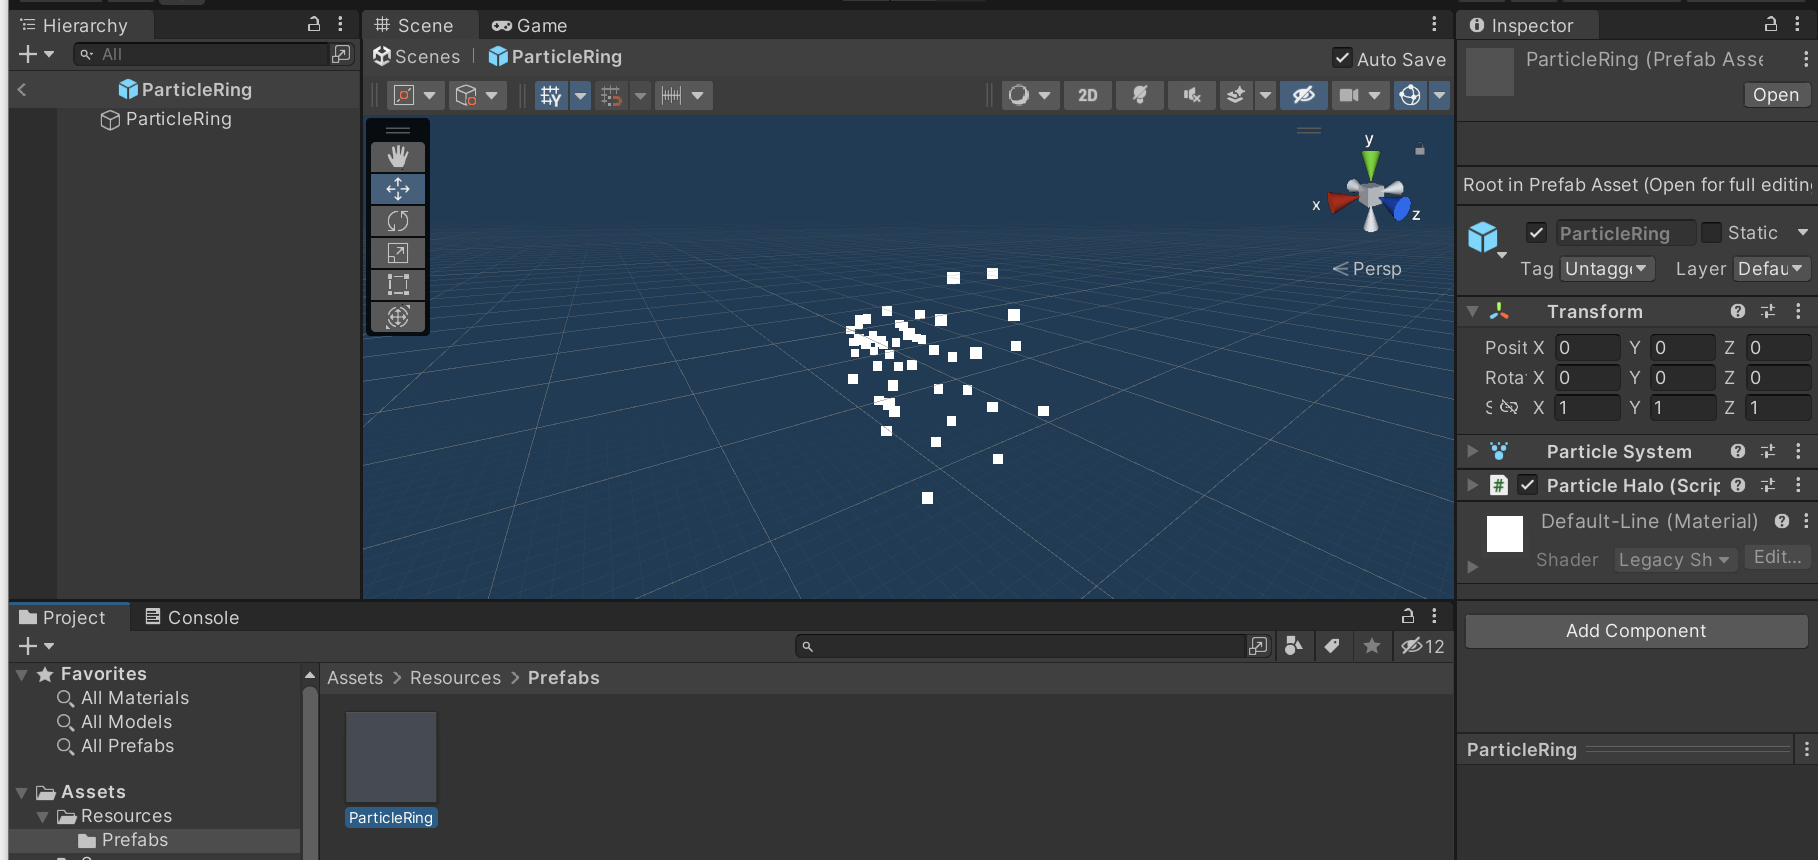 Hierarchy
All
ParticleRing
ParticleRing
Scene
Game
Scenes
ParticleRing
Auto Save
2D
y
x
z
Persp
Inspector
ParticleRing (Prefab Asse
Open
Root in Prefab Asset (Open for full editin
ParticleRing
Static
Tag
Untagge
Layer
Defau
Transform
Posit X 0 Y 0 Z 0
Rota X 0 Y 0 Z 0
S X 1 Y 1 Z 1
Particle System
# Particle Halo (Scrip
Default-Line (Material)
Shader
Legacy Sh
Edit...
Add Component
ParticleRing
Project
Console
12
Favorites
All Materials
All Models
All Prefabs
Assets
Resources
Prefabs
Assets > Resources > Prefabs
ParticleRing